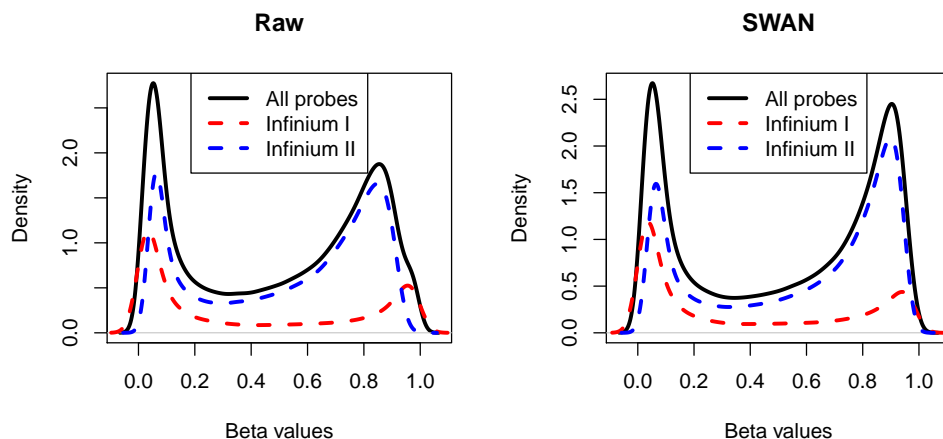 Raw
Density
0.0
1.0
2.0
All probes
Infinium I
Infinium II
0.0 0.2 0.4 0.6 0.8 1.0
Beta values
SWAN
Density
0.0
0.5
1.0
1.5
2.0
2.5
All probes
Infinium I
Infinium II
0.0 0.2 0.4 0.6 0.8 1.0
Beta values